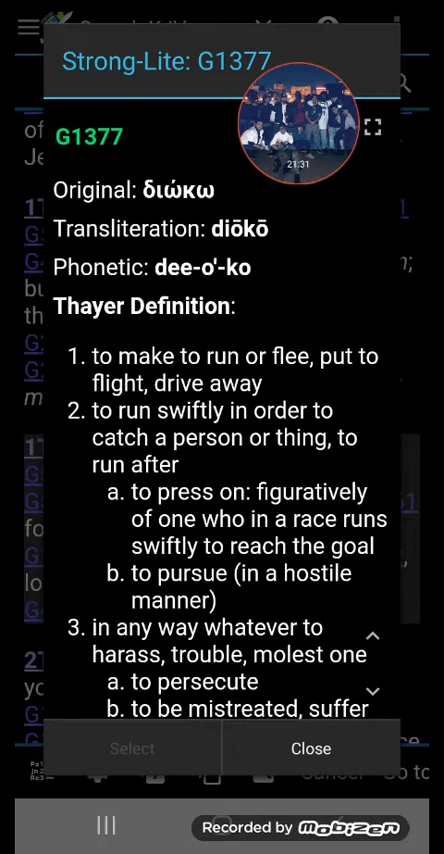 Strong-Lite: G1377
21:31
G1377
Original: διώκω
Transliteration: diōkō
Phonetic: dee-o'-ko
Thayer Definition:
1. to make to run or flee, put to
flight, drive away
2. to run swiftly in order to
catch a person or thing, to
run after
a. to press on: figuratively
of one who in a race runs
swiftly to reach the goal
b. to pursue (in a hostile
manner)
3. in any way whatever to
harass, trouble, molest one
a. to persecute
b. to be mistreated, suffer
Select
Close
Recorded by Mobizen